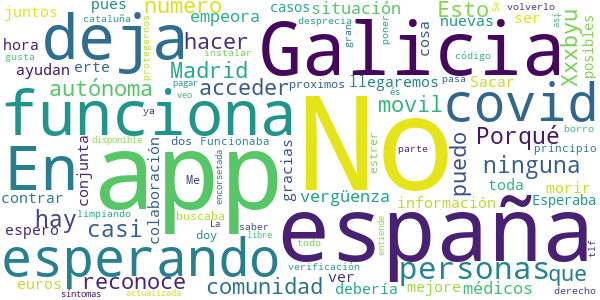 juntos
pues
número
casos
situación
nuevas
Se
volverlo
cataluña
deja
hacer
empeora
Esto
ser
así
gusta
protegernos
instalar
desprecio
gran
poner
cosa
Xxxbyu
posibles
hora
ayudan
erte
Madrid
Galicia
código
pasa
autónoma
acceder
pagar
veo
proximos
llegaremos
es
Sacar
funciona
movil
covid
ya
disponible
En
app
No
Porqué
borro
principio
contrar
conjunta
colaboración
dos
Funcionaba
gracias
estrer
parte
puedo
ninguna
limpiando
Me
encorsetada
vergüenza
toda
morir
hay
casi
buscaba
españa
información
Esperaba
espero
La
saber
esperando
doy
libre
personas
que
tlf
reconoce
todo
entiende
euros
comunidad
ver
debería
mejore
médicos
sintomas
actualizada
verificación
derecho